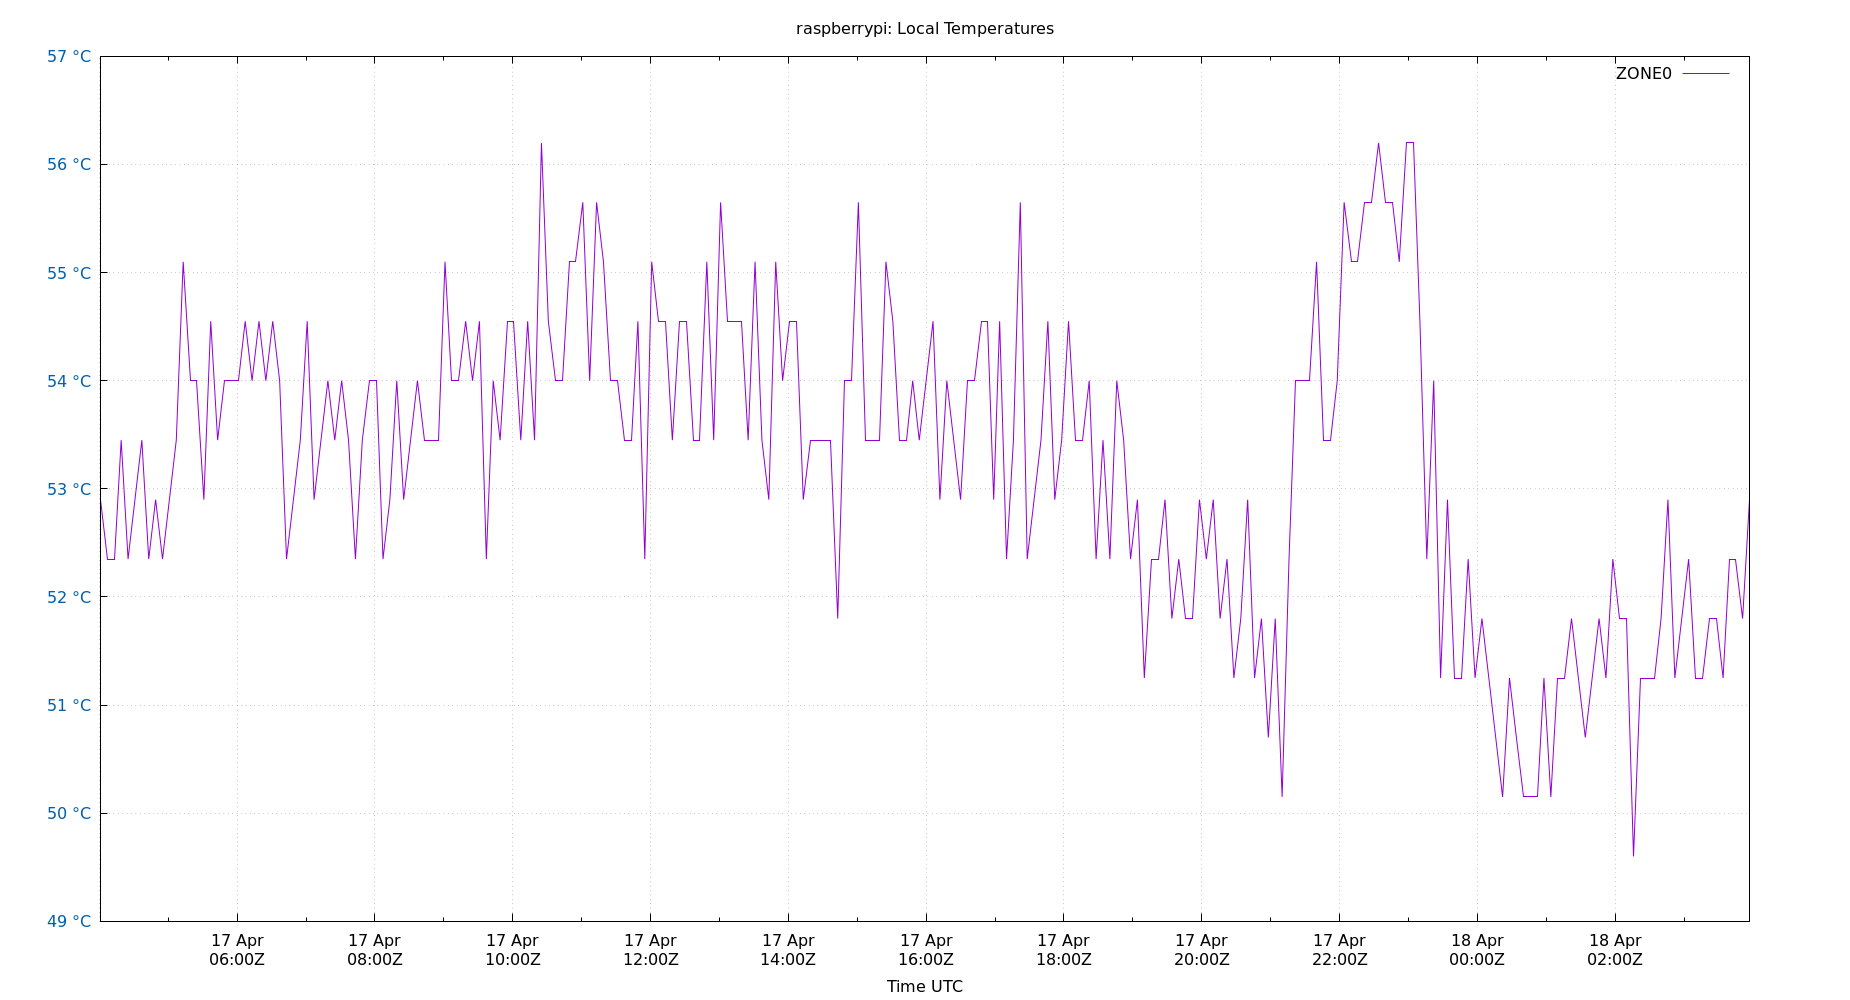 raspberrypi: Local Temperatures
57 °C
ZONE0
56 °C
55 °C
54 °C
53 °C
52 °C
51 °C
50 °C
49 °C
17 Apr 17 Apr 17 Apr 17 Apr 17 Apr 17 Apr 17 Apr 17 Apr 17 Apr 18 Apr 18 Apr
06:00Z 08:00Z 10:00Z 12:00Z 14:00Z 16:00Z 18:00Z 20:00Z 22:00Z 00:00Z 02:00Z
Time UTC